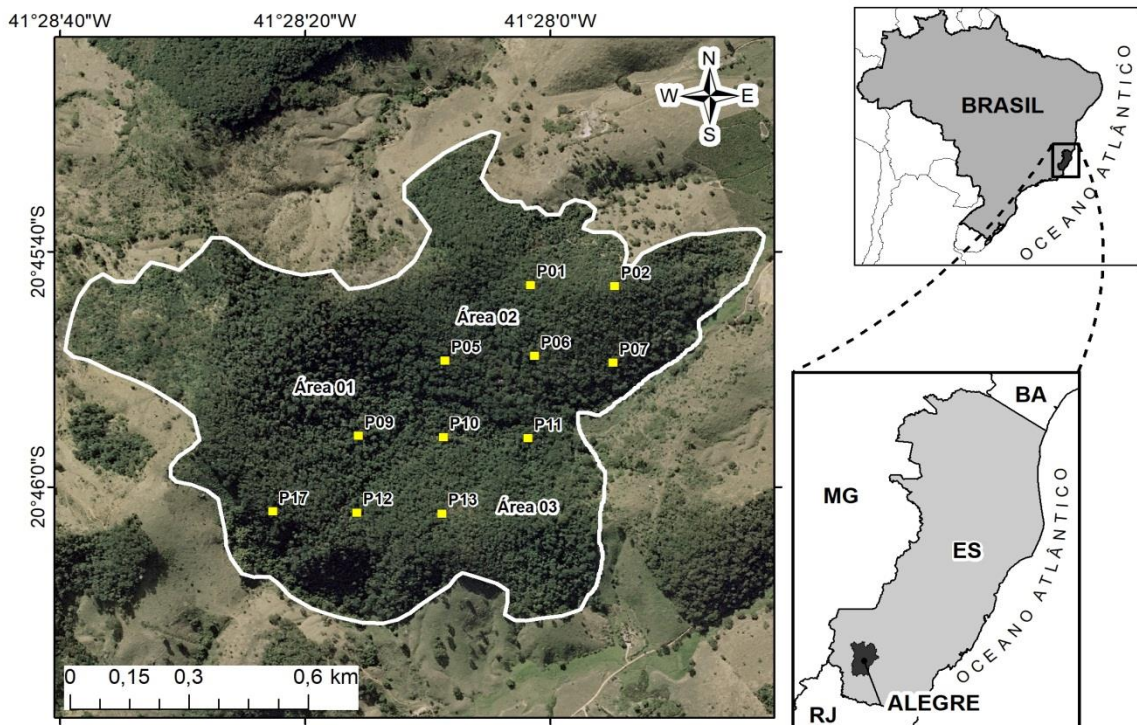 41°28'40"W
41°28'20"W
41°28'0"W
20°45'40"S
20°46'0"S
N
W E
S
P01
P02
Área 02
P05
P06
P07
Área 01
P09
P10
P11
P17
P12
P13
Área 03
0 0,15 0,3 0,6 km
BRASIL
OCEANO ATLÂNTICO
BA
MG
ES
OCEANO ATLÂNTICO
ALEGRE
RJ